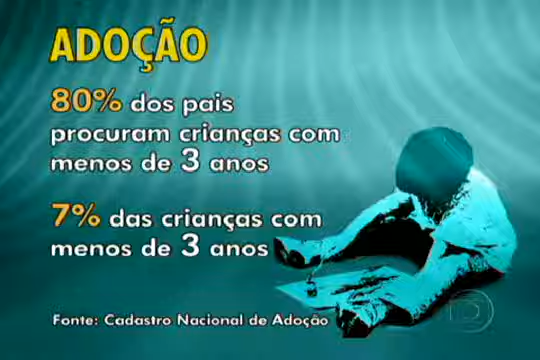 ADOÇÃO
80% dos pais
procuram crianças com
menos de 3 anos
7% das crianças com
menos de 3 anos
Fonte: Cadastro Nacional de Adoção